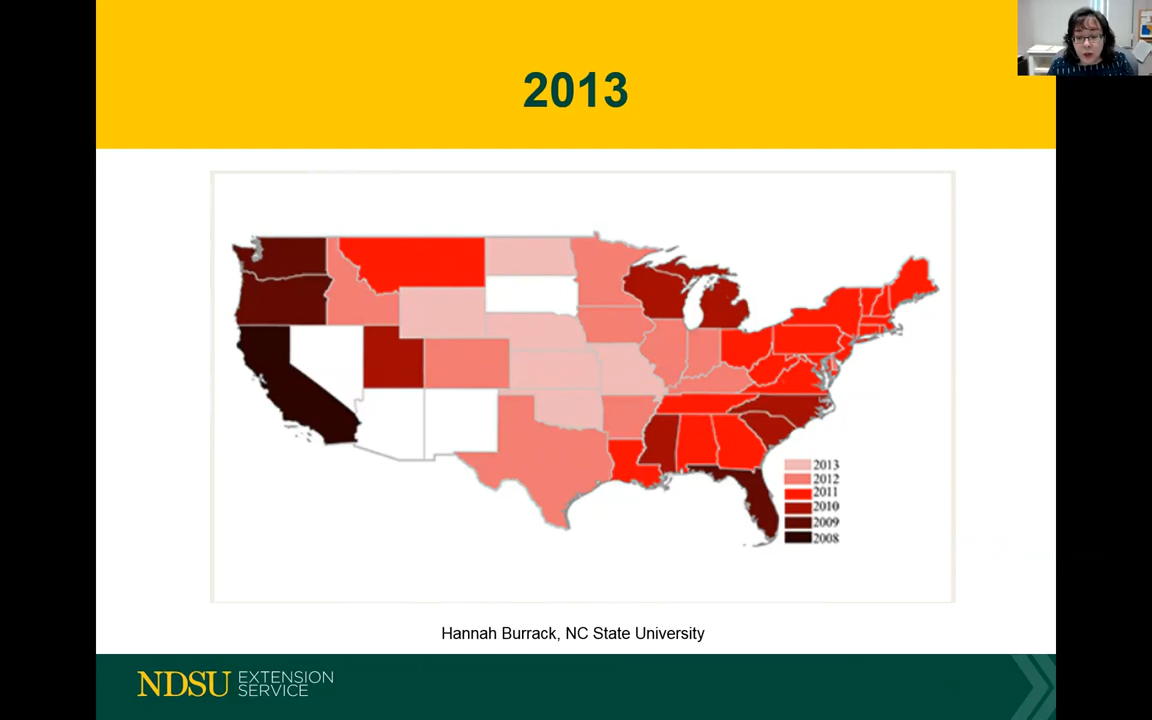 2013
2013
2012
2011
2010
2009
2008
Hannah Burrack, NC State University
NDSU EXTENSION
SERVICE